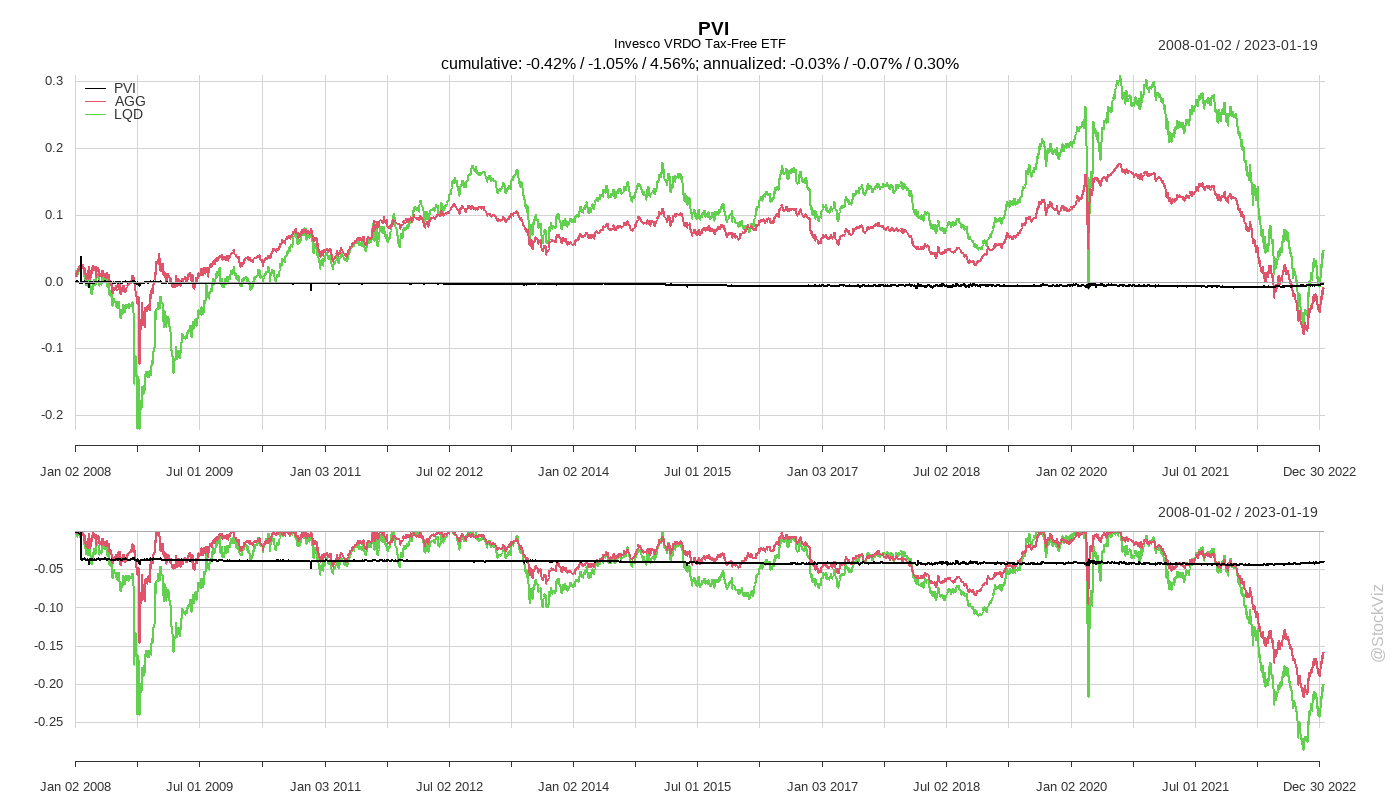 PVI
Invesco VRDO Tax-Free ETF
2008-01-02 / 2023-01-19
cumulative: -0.42% / -1.05% / 4.56%; annualized: -0.03% / -0.07% / 0.30%
PVI
AGG
LQD
0.3
0.2
0.1
0.0
-0.1
-0.2
Jan 02 2008 Jul 01 2009 Jan 03 2011 Jul 02 2012 Jan 02 2014 Jul 01 2015 Jan 03 2017 Jul 02 2018 Jan 02 2020 Jul 01 2021 Dec 30 2022
2008-01-02 / 2023-01-19
-0.05
-0.10
-0.15
-0.20
-0.25
Jan 02 2008 Jul 01 2009 Jan 03 2011 Jul 02 2012 Jan 02 2014 Jul 01 2015 Jan 03 2017 Jul 02 2018 Jan 02 2020 Jul 01 2021 Dec 30 2022
@StockViz